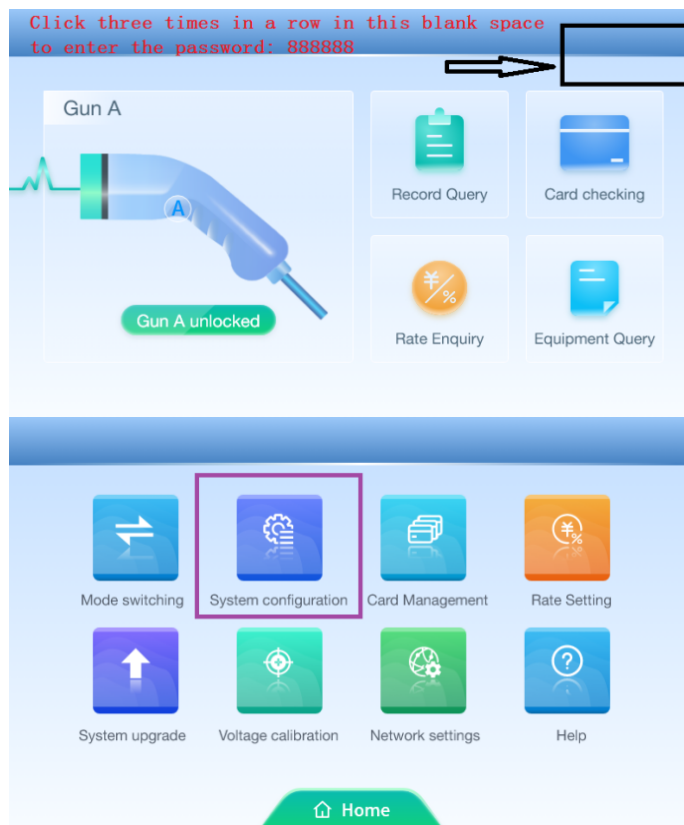 Click three times in a row in this blank space
to enter the password: 888888
Gun A
A
Gun A unlocked
Record Query
Card checking
¥/%
Rate Enquiry
Equipment Query
Mode switching
System configuration
Card Management
¥%
Rate Setting
System upgrade
Voltage calibration
Network settings
?
Help
Home